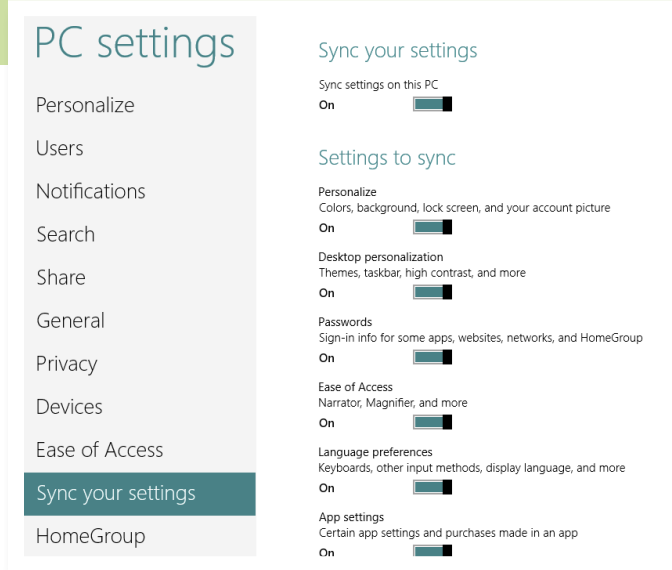 PC settings
Personalize
Users
Notifications
Search
Share
General
Privacy
Devices
Ease of Access
Sync your settings
HomeGroup
Sync your settings
Sync settings on this PC
On
Settings to sync
Personalize
Colors, background, lock screen, and your account picture
On
Desktop personalization
Themes, taskbar, high contrast, and more
On
Passwords
Sign-in info for some apps, websites, networks, and HomeGroup
On
Ease of Access
Narrator, Magnifier, and more
On
Language preferences
Keyboards, other input methods, display language, and more
On
App settings
Certain app settings and purchases made in an app
On